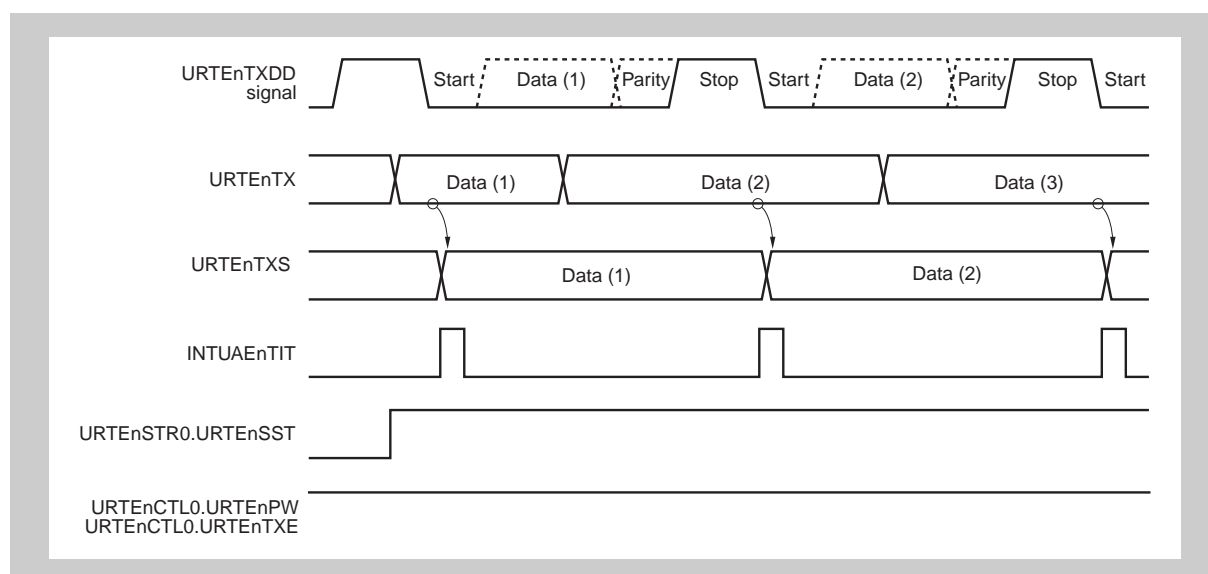 URTEnTXDD
signal
Start Data (1) Parity Stop Start Data (2) Parity Stop Start
URTEnTX
Data (1) Data (2) Data (3)
URTEnTXS
Data (1) Data (2)
INTUAEnTIT
URTEnSTR0.URTEnSST
URTEnCTL0.URTEnPW
URTEnCTL0.URTEnTXE